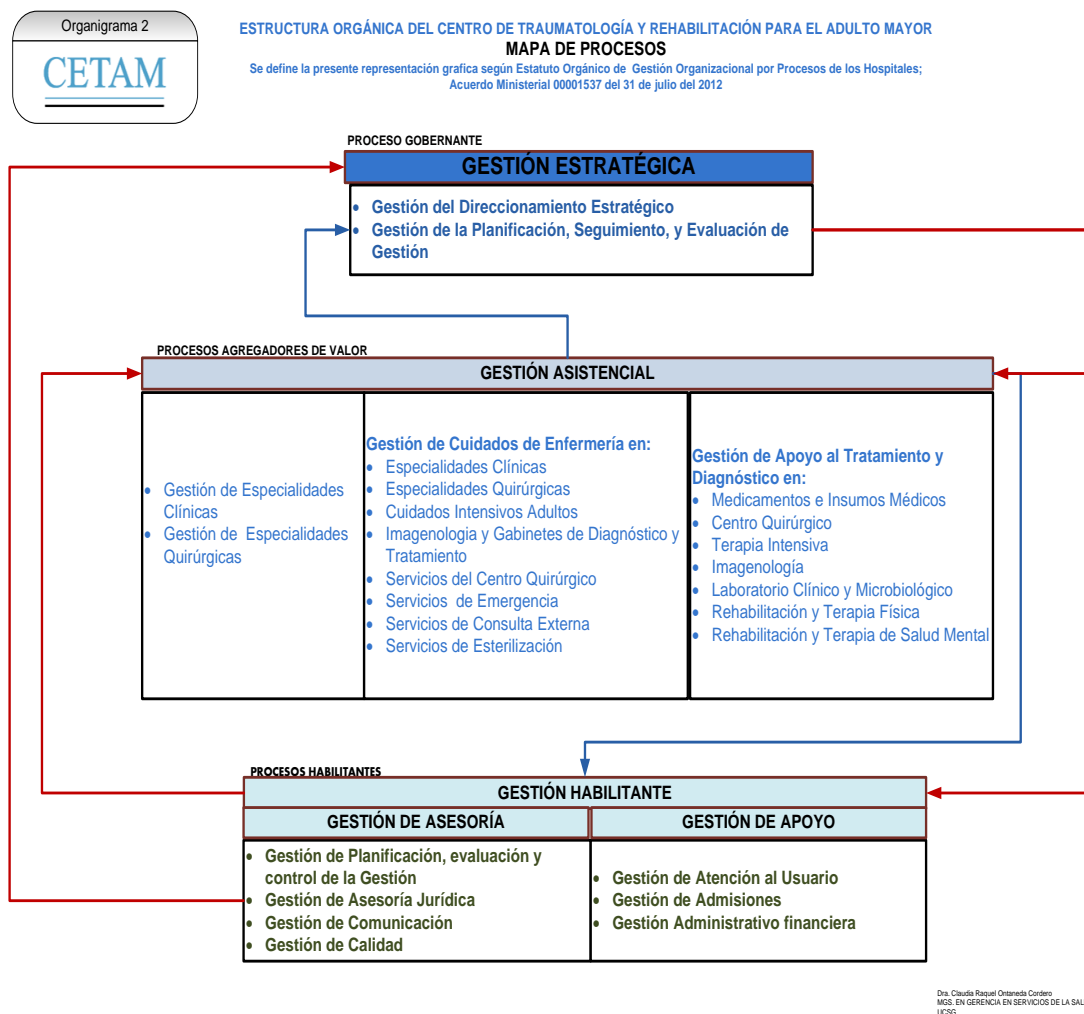 Organigrama 2
CETAM
ESTRUCTURA ORGÁNICA DEL CENTRO DE TRAUMATOLOGÍA Y REHABILITACIÓN PARA EL ADULTO MAYOR
MAPA DE PROCESOS
Se define la presente representación grafica según Estatuto Orgánico de Gestión Organizacional por Procesos de los Hospitales;
Acuerdo Ministerial 00001537 del 31 de julio del 2012
PROCESO GOBERNANTE
GESTIÓN ESTRATÉGICA
• Gestión del Direccionamiento Estratégico
• Gestión de la Planificación, Seguimiento, y Evaluación de
Gestión
PROCESOS AGREGADORES DE VALOR
GESTIÓN ASISTENCIAL
• Gestión de Especialidades
Clínicas
• Gestión de Especialidades
Quirúrgicas
Gestión de Cuidados de Enfermería en:
• Especialidades Clínicas
• Especialidades Quirúrgicas
• Cuidados Intensivos Adultos
• Imagenologia y Gabinetes de Diagnóstico y
Tratamiento
• Servicios del Centro Quirúrgico
• Servicios de Emergencia
• Servicios de Consulta Externa
• Servicios de Esterilización
Gestión de Apoyo al Tratamiento y
Diagnóstico en:
• Medicamentos e Insumos Médicos
• Centro Quirúrgico
• Terapia Intensiva
• Imagenología
• Laboratorio Clínico y Microbiológico
• Rehabilitación y Terapia Física
• Rehabilitación y Terapia de Salud Mental
PROCESOS HABILITANTES
GESTIÓN HABILITANTE
GESTIÓN DE ASESORÍA
• Gestión de Planificación, evaluación y
control de la Gestión
• Gestión de Asesoría Jurídica
• Gestión de Comunicación
• Gestión de Calidad
GESTIÓN DE APOYO
• Gestión de Atención al Usuario
• Gestión de Admisiones
• Gestión Administrativo financiera
Dra. Claudia Raquel Ontaneda Cordero
MGS. EN GERENCIA EN SERVICIOS DE LA SAL
UCSG